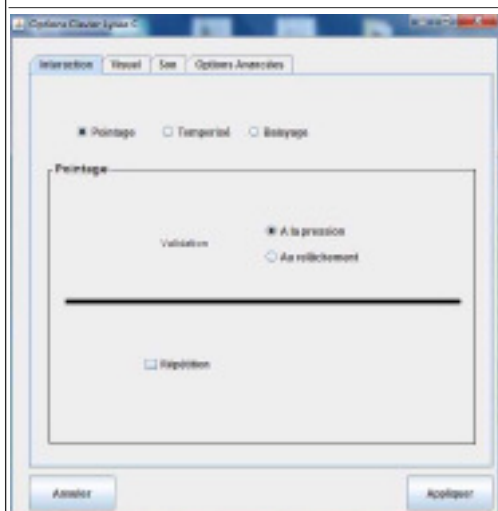 Options Clavier Lynx C
Interaction Visuel Son Options Avancées
Pointage Temporisé Balayage
Pointage
Validation
A la pression
Au relâchement
Répétition
Annuler Appliquer